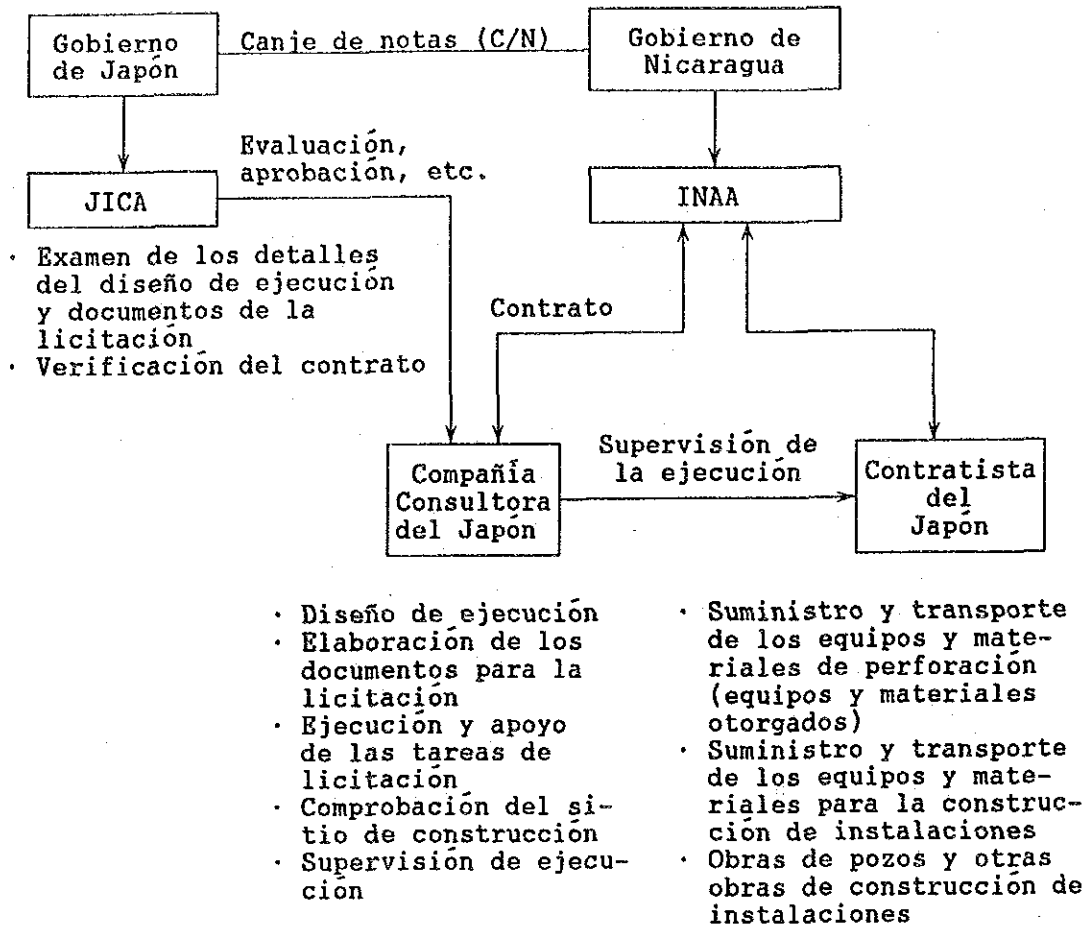 Gobierno
de Japón
Canje de notas (C/N)
Gobierno de
Nicaragua
Evaluación,
aprobación, etc.
JICA
INAA
· Examen de los detalles
del diseño de ejecución
y documentos de la
licitación
· Verificación del contrato
Contrato
Compañía
Consultora
del Japón
Supervisión de
la ejecución
Contratista
del
Japón
· Diseño de ejecución
· Elaboración de los
documentos para la
licitación
· Ejecución y apoyo
de las tareas de
licitación
· Comprobación del si-
tio de construcción
· Supervisión de ejecu-
ción
· Suministro y transporte
de los equipos y mate-
riales de perforación
(equipos y materiales
otorgados)
· Suministro y transporte
de los equipos y mate-
riales para la construc-
ción de instalaciones
· Obras de pozos y otras
obras de construcción de
instalaciones